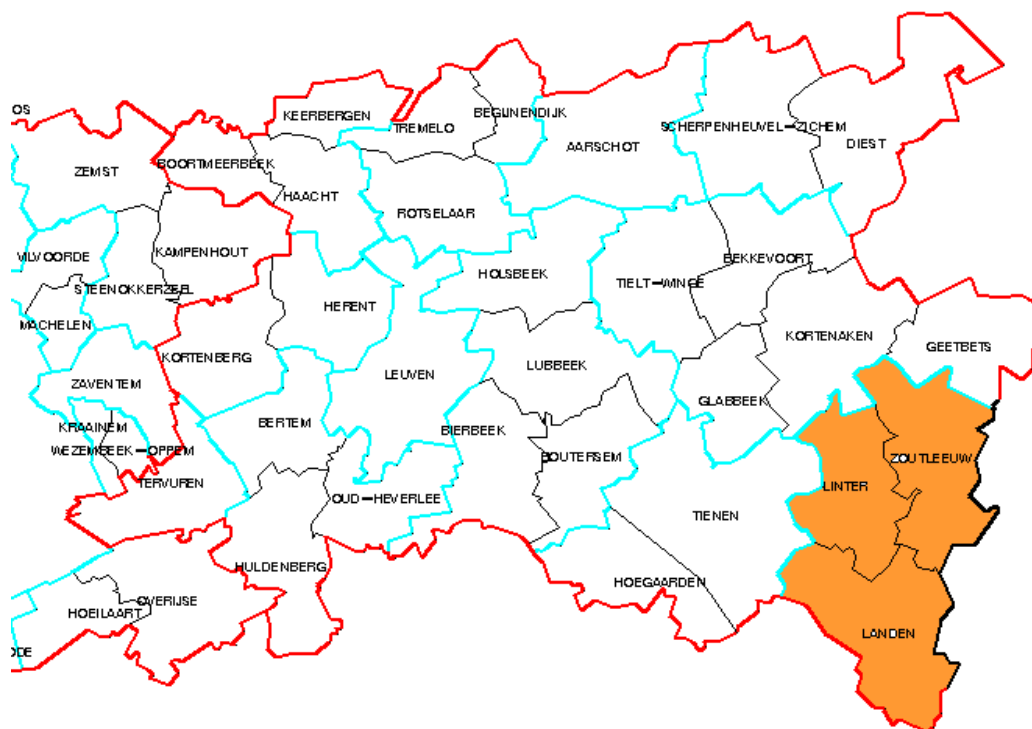 OS
KEERBERGEN
BEGIJNENDIJK
TREMELO
SCHERPENHEUVEL-ZICHEM
AARSCHOT
DIEST
ZEMST
BOORTMEERBEEK
HAACHT
ROTSELAAR
VILVOORDE
KAMPENHOUT
HOLSBEEK
BEKKEVOORT
TIELT-WINGE
STEENOKKERZEEL
HERENT
MACHELEN
KORTENAKEN
GEETBETS
KORTENBERG
LUBBEEK
LEUVEN
ZAVENTEM
GLABBEEK
KRAAINEM
BERTEM
BIERBEEK
WEZEMBEEK-OPPEM
BOUTERSEM
ZOUTLEEUW
TERVUREN
LINTER
OUD-HEVERLEE
TIENEN
HULDENBERG
HOEGAARDEN
OVERIJSE
HOEILAART
LANDEN
ODE